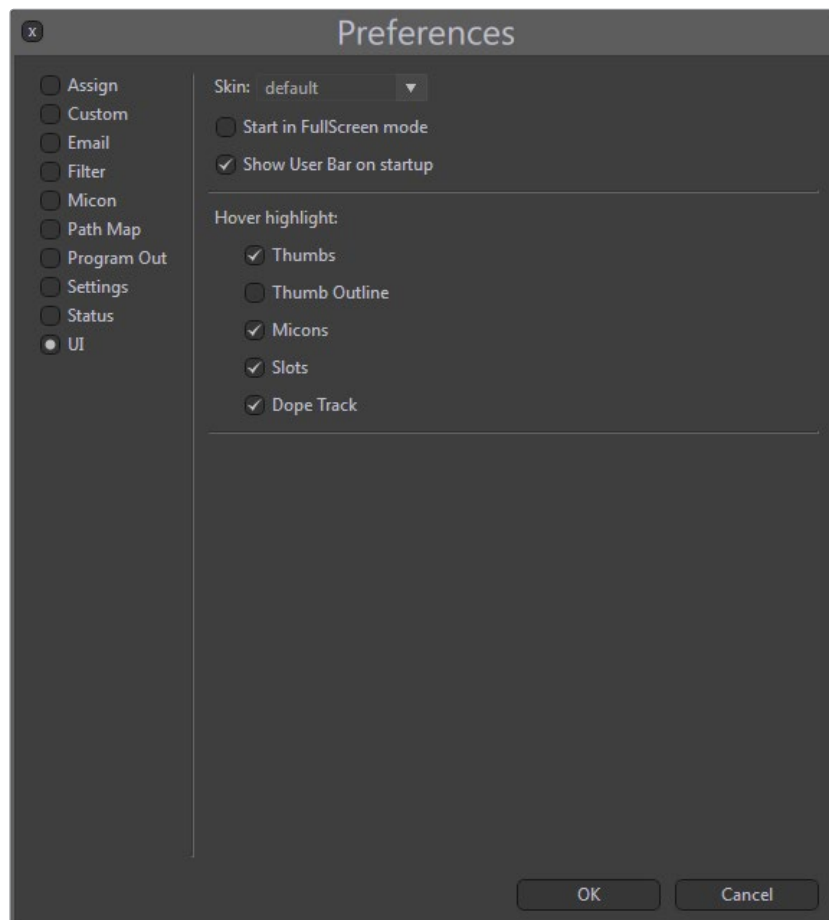 x
Preferences
Assign
Custom
Email
Filter
Micon
Path Map
Program Out
Settings
Status
UI
Skin: default
Start in FullScreen mode
Show User Bar on startup
Hover highlight:
Thumbs
Thumb Outline
Micons
Slots
Dope Track
OK
Cancel